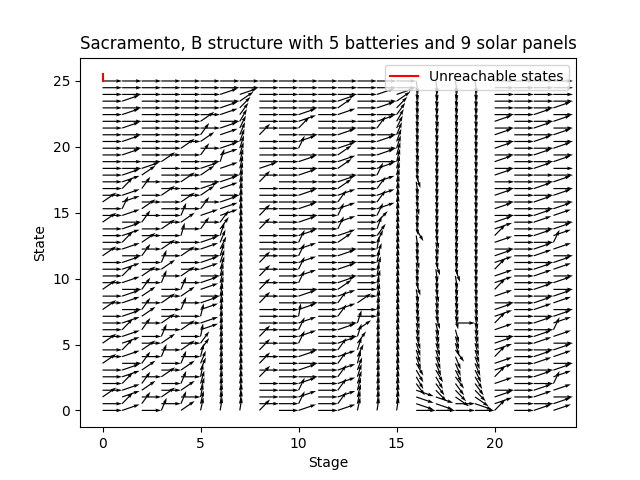 Sacramento, B structure with 5 batteries and 9 solar panels
Unreachable states
25
20
15
10
5
0
State
0 5 10 15 20
Stage